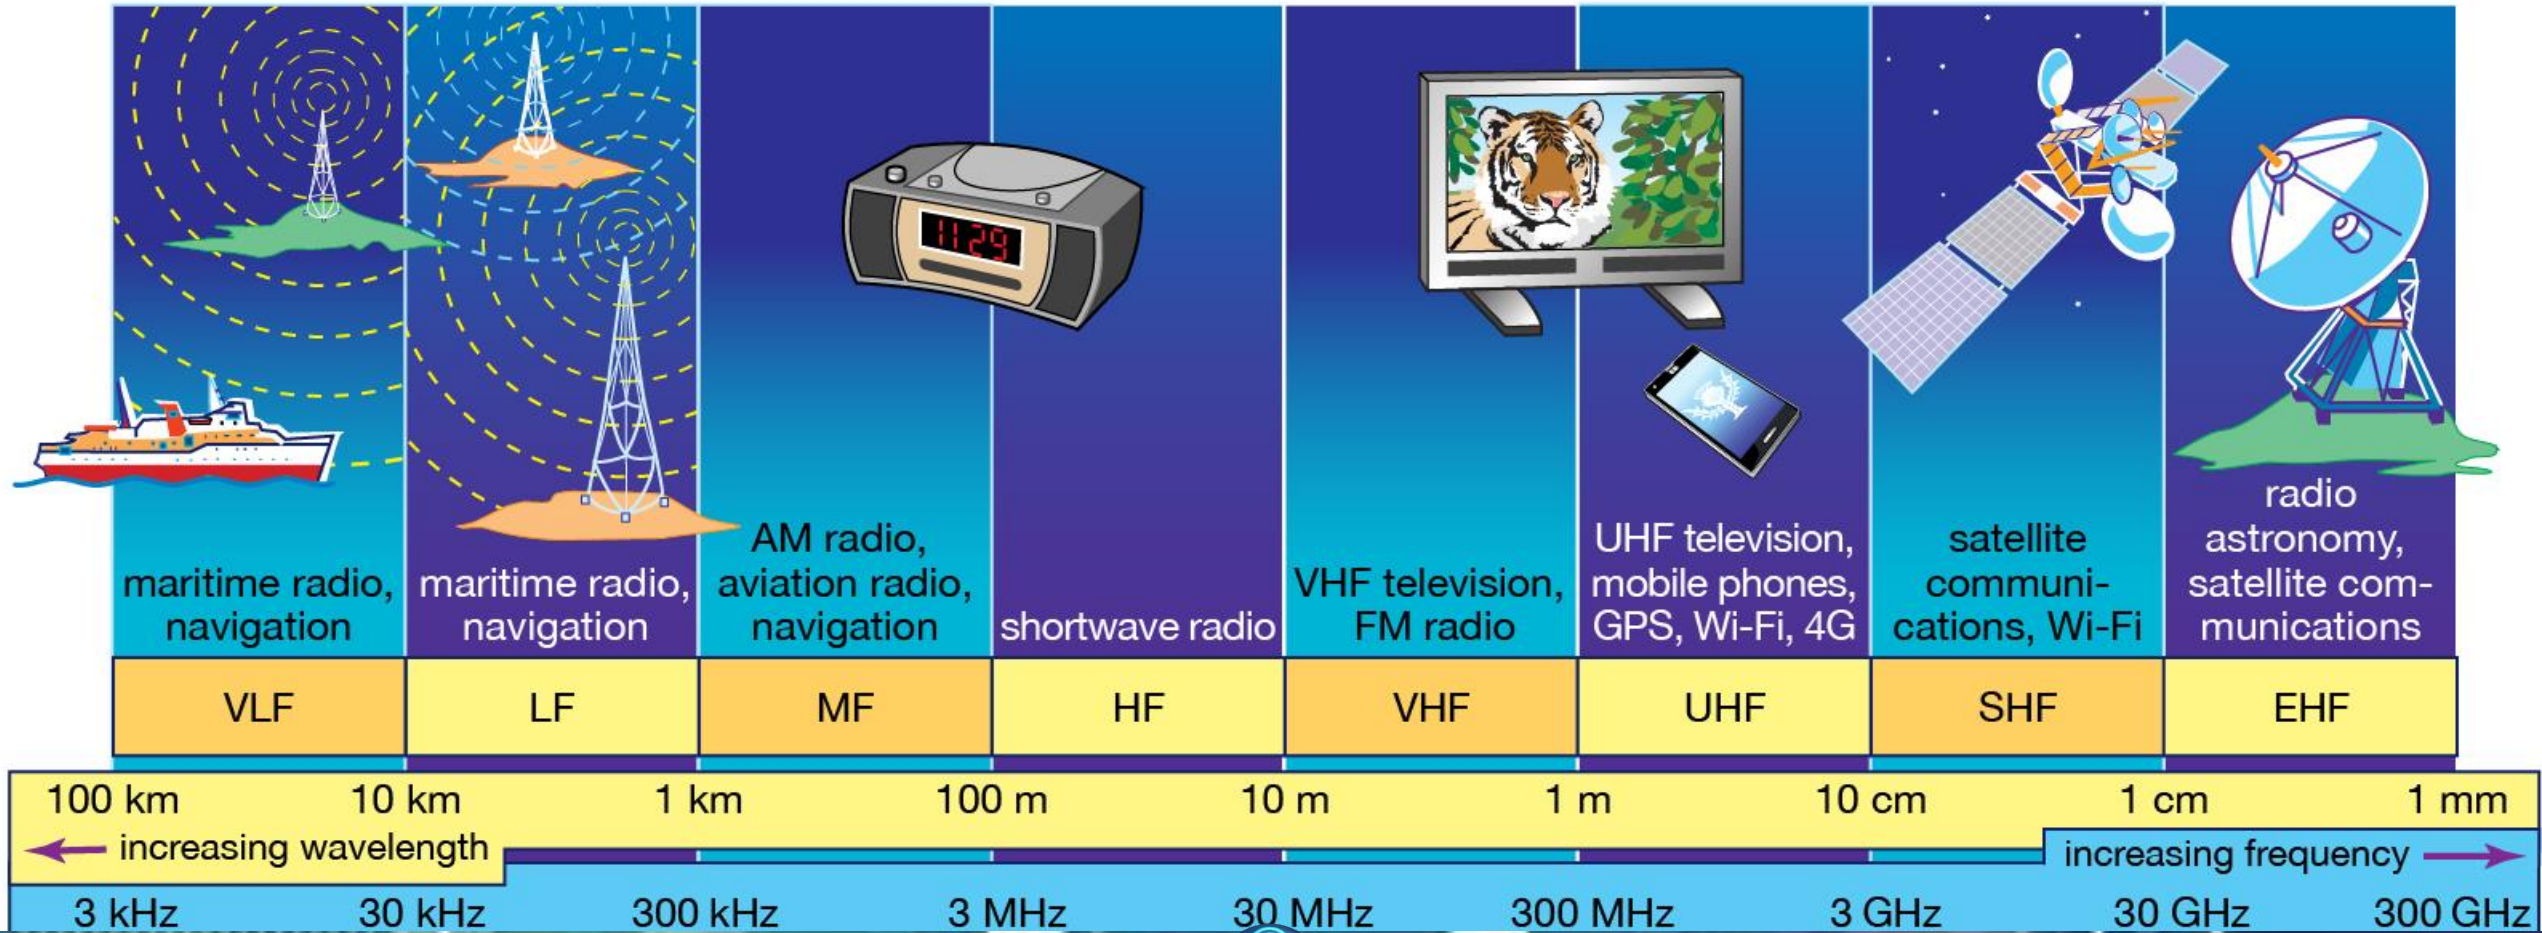 11 29
maritime radio,
navigation
maritime radio,
navigation
AM radio,
aviation radio,
navigation
shortwave radio
VHF television,
FM radio
UHF television,
mobile phones,
GPS, Wi-Fi, 4G
satellite
communi-
cations, Wi-Fi
radio
astronomy,
satellite com-
munications
VLF LF MF HF VHF UHF SHF EHF
100 km 10 km 1 km 100 m 10 m 1 m 10 cm 1 cm 1 mm
increasing wavelength
increasing frequency
3 kHz 30 kHz 300 kHz 3 MHz 30 MHz 300 MHz 3 GHz 30 GHz 300 GHz